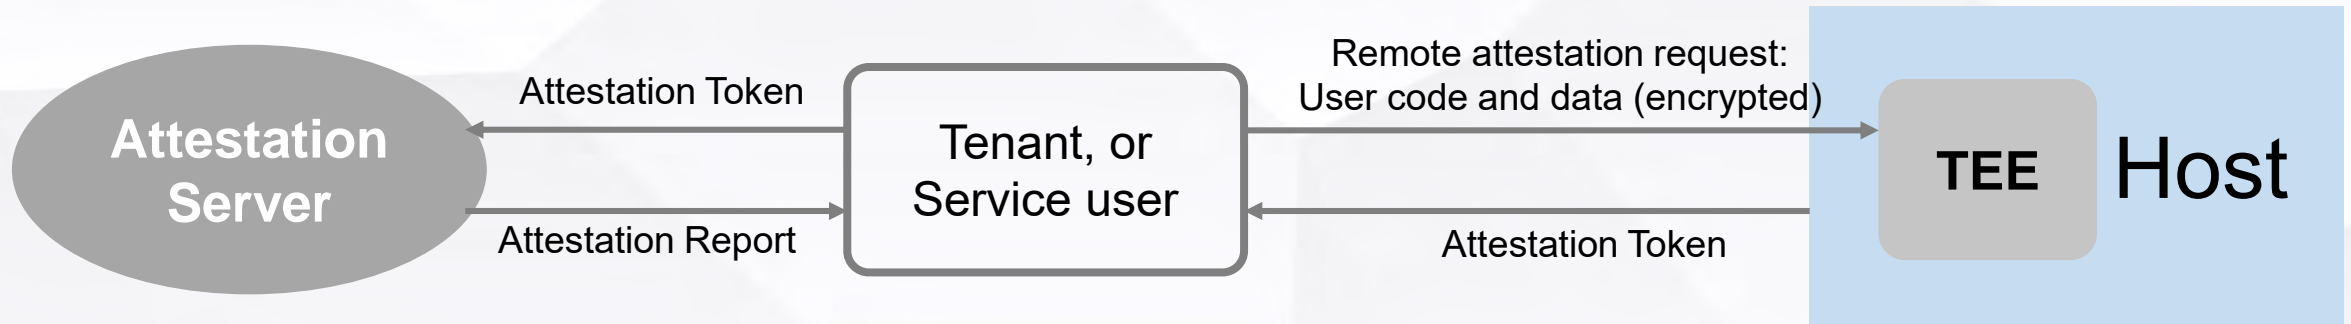 Attestation
Server
Attestation Token
Attestation Report
Tenant, or
Service user
Remote attestation request:
User code and data (encrypted)
Attestation Token
TEE
Host